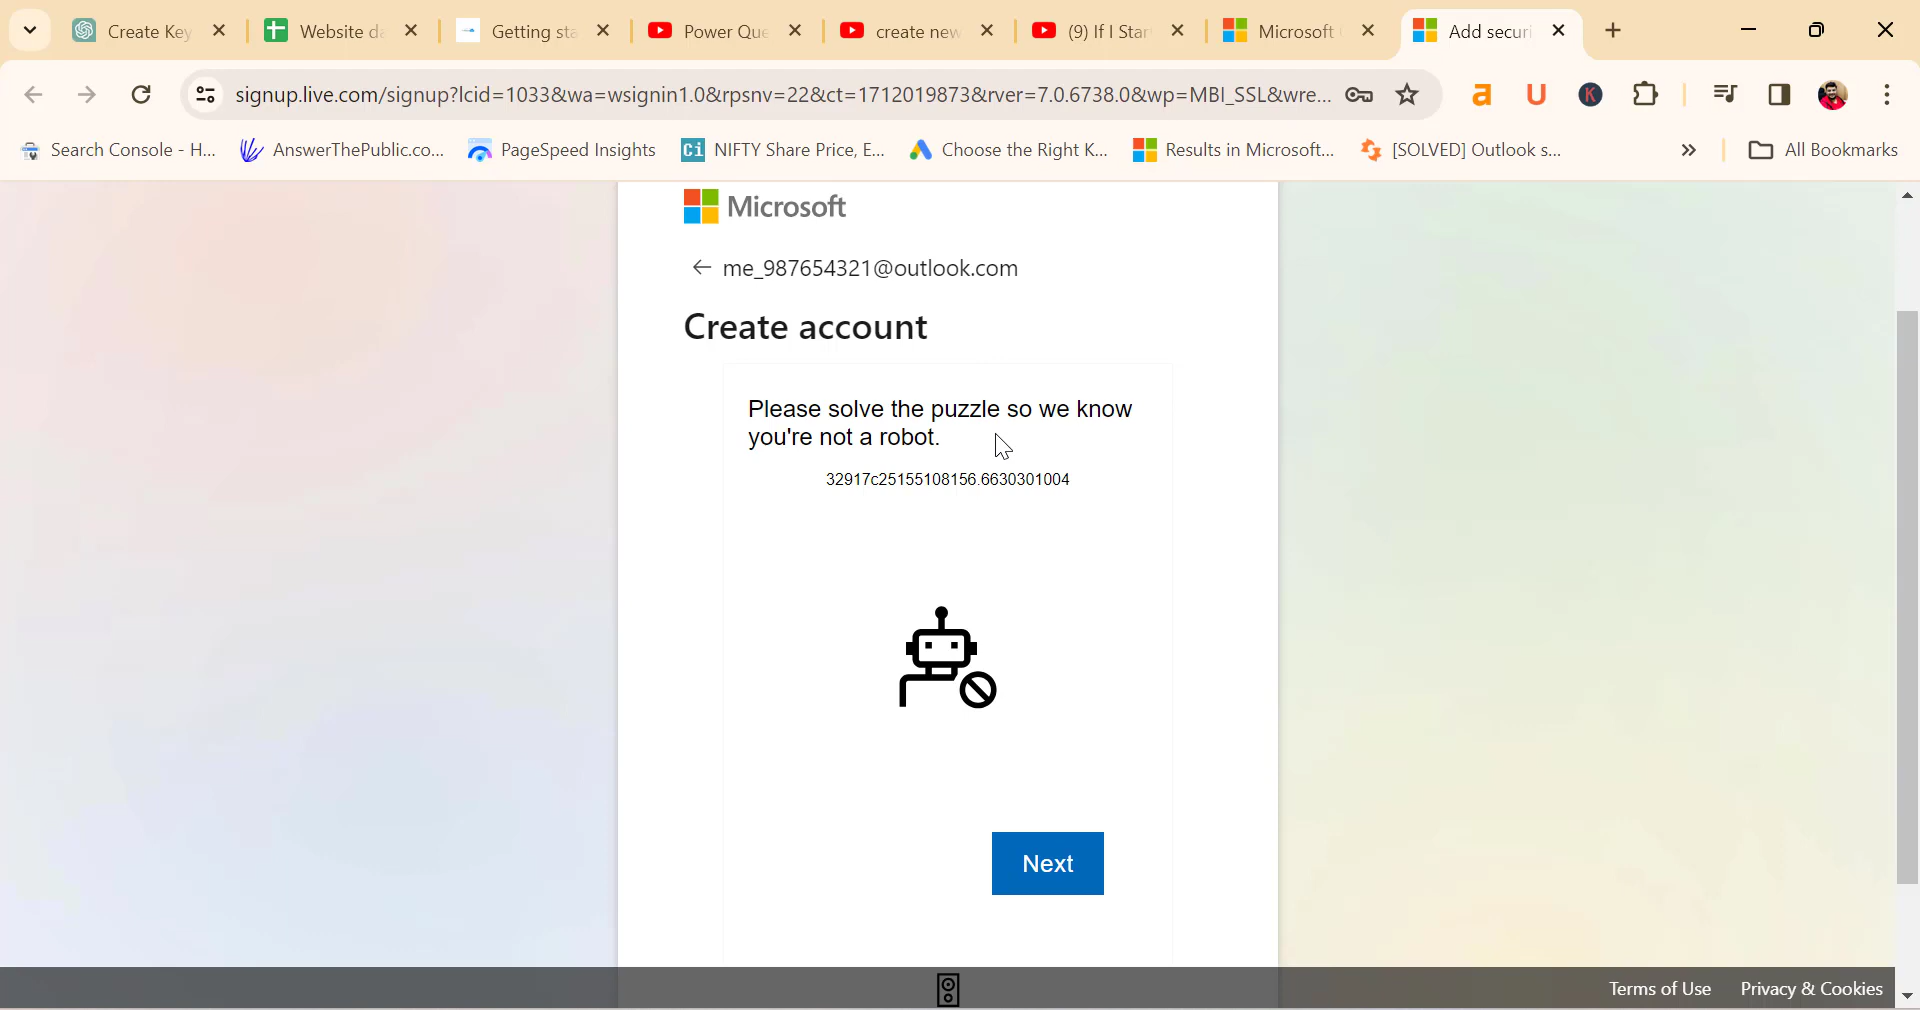 Create Key
Website da
Getting sta
Power Que
create new
(9) If I Star
Microsoft
Add securi
signup.live.com/signup?lcid=1033&wa=wsignin1.0&rpsnv=22&ct=1712019873&rver=7.0.6738.0&wp=MBI_SSL&wre...
a
U
K
Search Console - H...
AnswerThePublic.co...
PageSpeed Insights
Ci NIFTY Share Price, E...
Choose the Right K...
Results in Microsoft...
[SOLVED] Outlook s...
»
All Bookmarks
Microsoft
← me_987654321@outlook.com
Create account
Please solve the puzzle so we know
you're not a robot.
32917c25155108156.6630301004
Next
Terms of Use
Privacy & Cookies